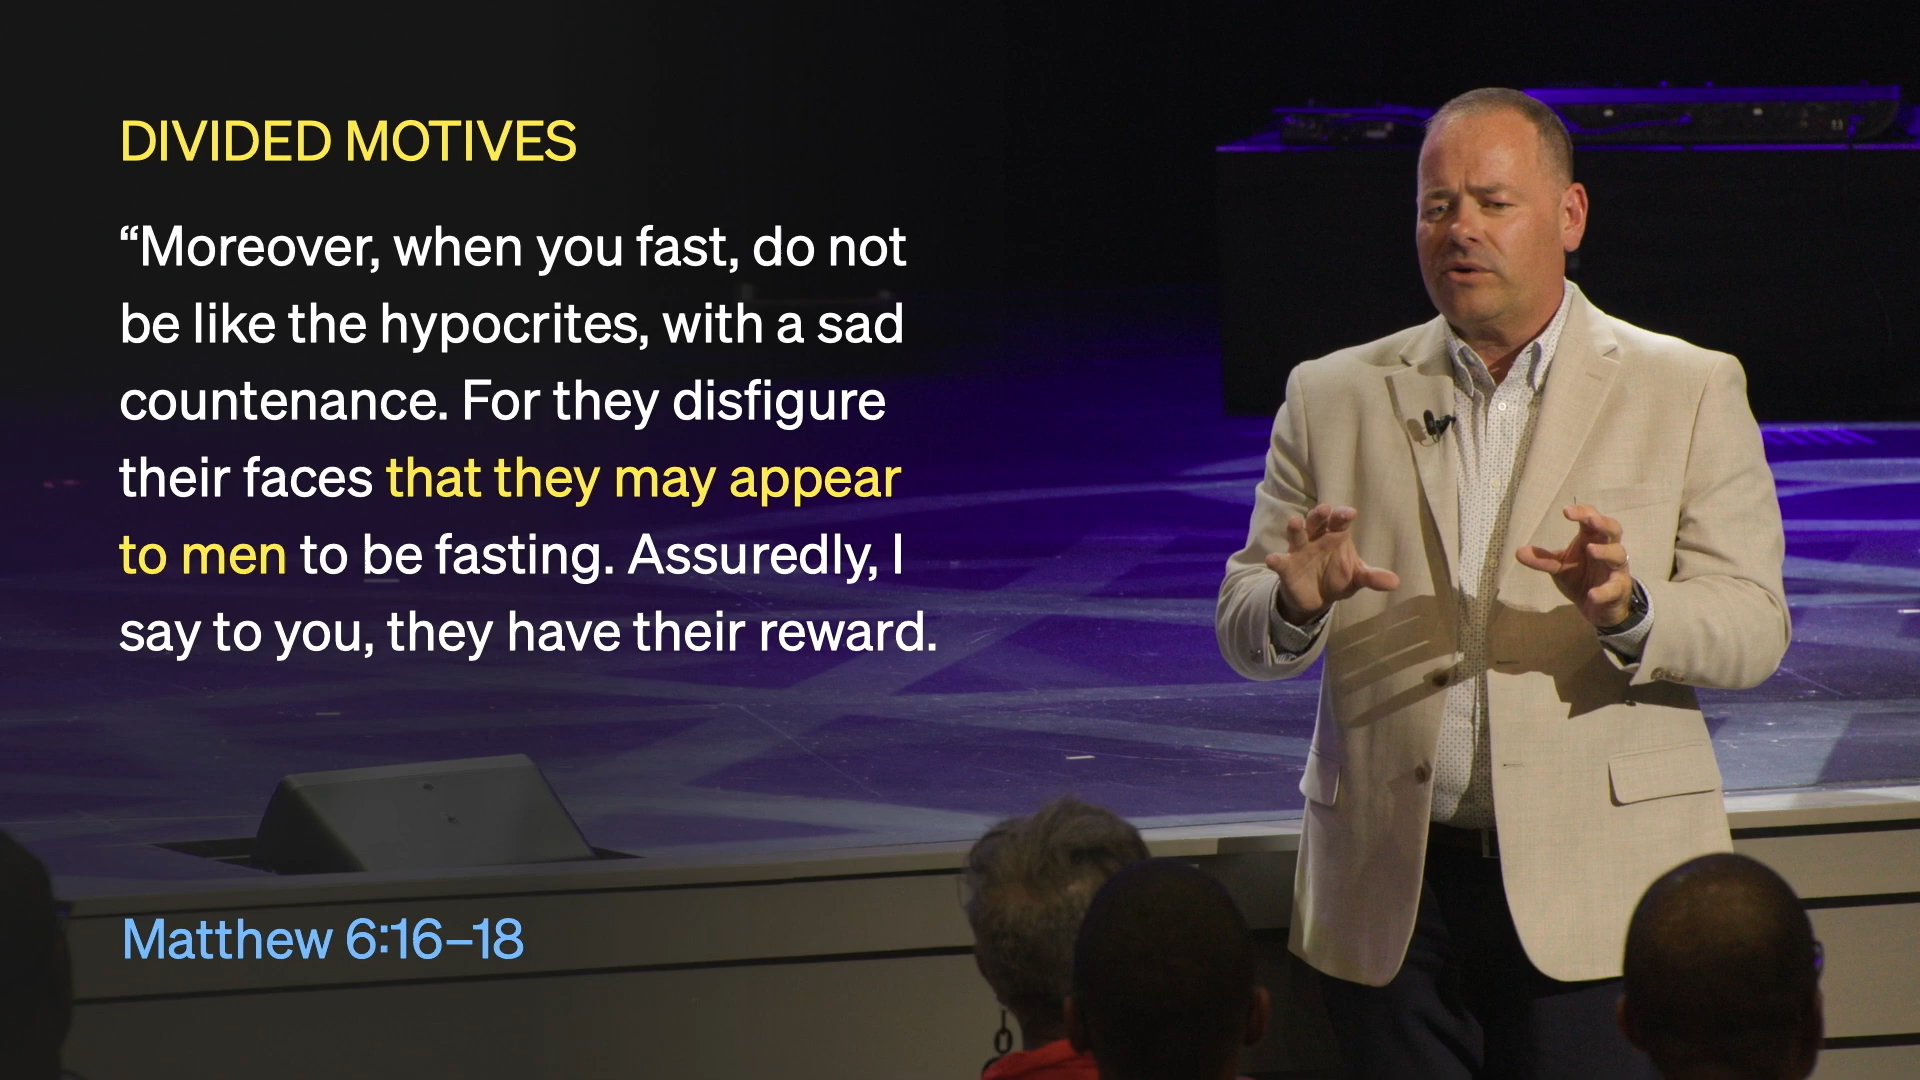 DIVIDED MOTIVES
“Moreover, when you fast, do not
be like the hypocrites, with a sad
countenance. For they disfigure
their faces that they may appear
to men to be fasting. Assuredly, I
say to you, they have their reward.
Matthew 6:16–18